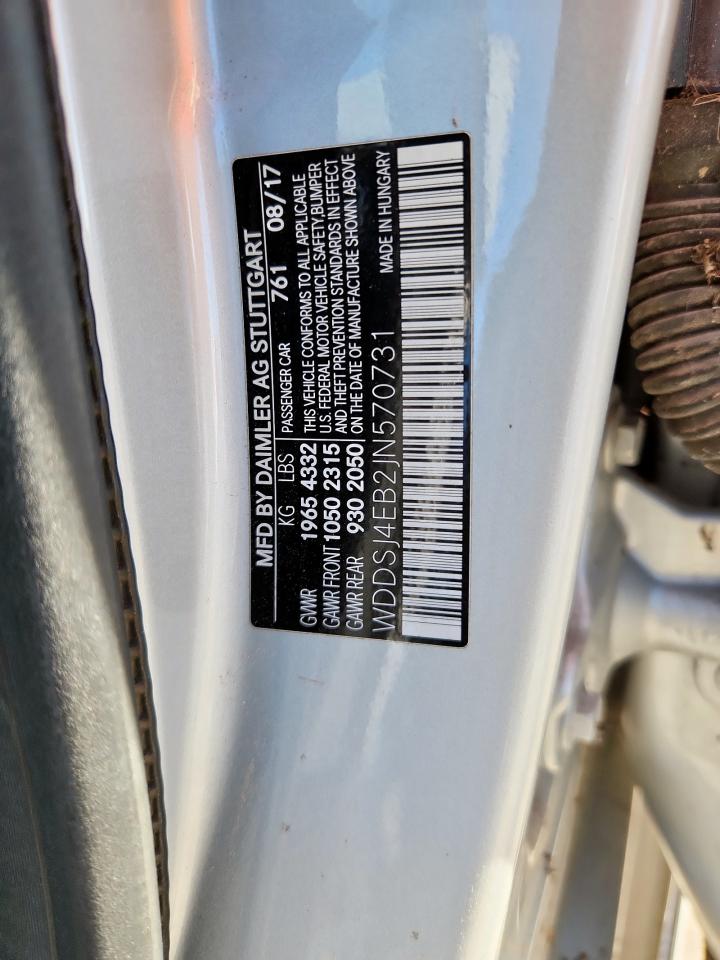 MFD BY DAIMLER AG STUTTGART
KG LBS PASSENGER CAR 761 08/17
GVWR 1965 4332 THIS VEHICLE CONFORMS TO ALL APPLICABLE
GAWR FRONT 1050 2315 U.S. FEDERAL MOTOR VEHICLE SAFETY,BUMPER
GAWR REAR 930 2050 AND THEFT PREVENTION STANDARDS IN EFFECT
ON THE DATE OF MANUFACTURE SHOWN ABOVE
WDDSJ4EB2JN570731 MADE IN HUNGARY